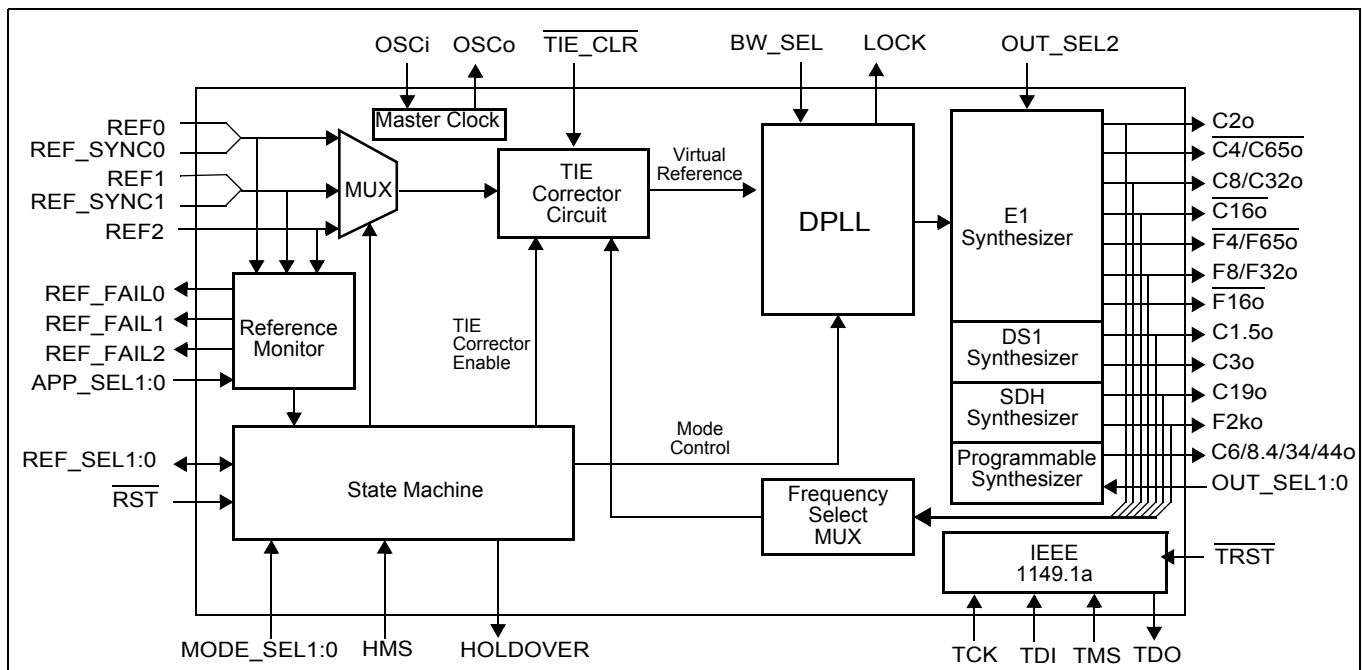 OSCi
OSCo
TIE_CLR
BW_SEL
LOCK
OUT_SEL2
Master Clock
REF0
REF_SYNC0
REF1
REF_SYNC1
REF2
MUX
TIE
Corrector
Circuit
Virtual
Reference
DPLL
E1
Synthesizer
C2o
C4/C65o
C8/C32o
C16o
F4/F65o
F8/F32o
F16o
REF_FAIL0
REF_FAIL1
REF_FAIL2
APP_SEL1:0
Reference
Monitor
TIE
Corrector
Enable
DS1
Synthesizer
C1.5o
C3o
SDH
Synthesizer
C19o
F2ko
Programmable
Synthesizer
C6/8.4/34/44o
OUT_SEL1:0
REF_SEL1:0
RST
State Machine
Mode
Control
Frequency
Select
MUX
IEEE
1149.1a
TRST
MODE_SEL1:0
HMS
HOLDOVER
TCK
TDI
TMS
TDO